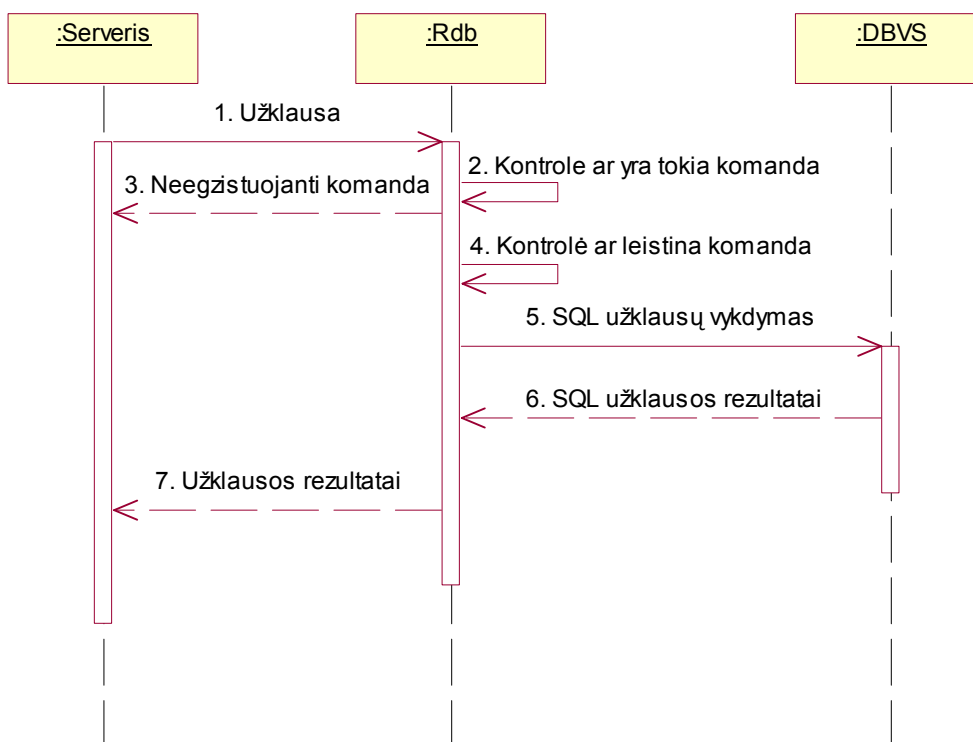 :Serveris
:Rdb
:DBVS
1. Užklausa
2. Kontrole ar yra tokia komanda
3. Neegzistuojanti komanda
4. Kontrolė ar leistina komanda
5. SQL užklausų vykdymas
6. SQL užklausos rezultatai
7. Užklausos rezultatai